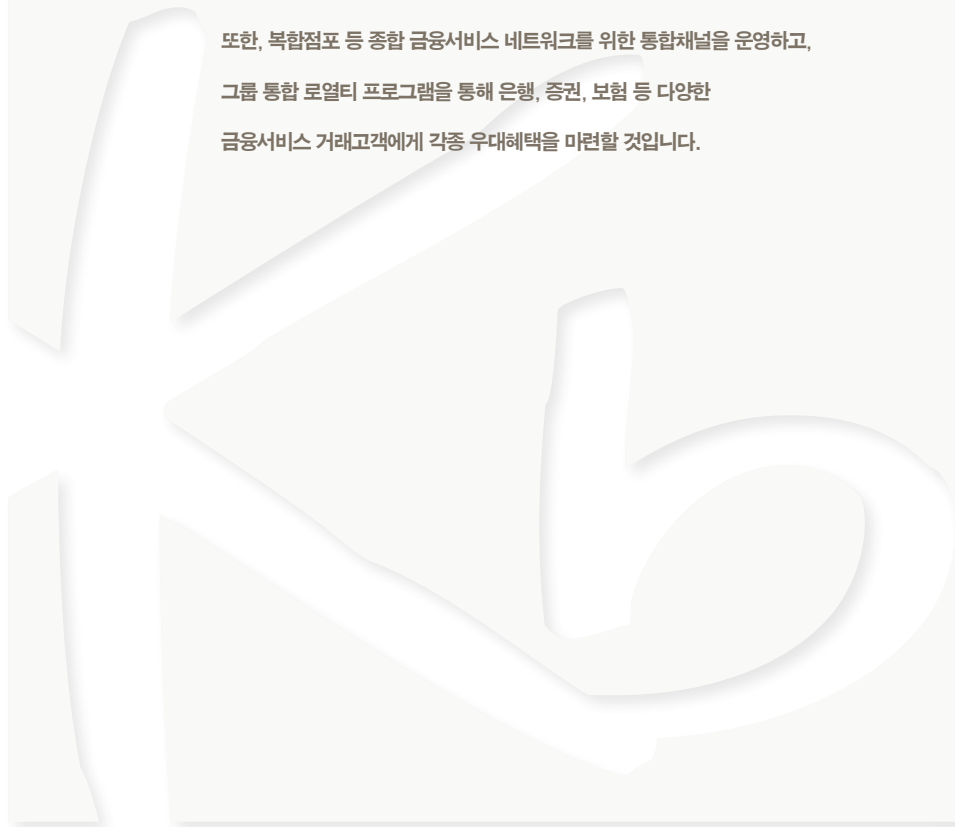 또한, 복합점포 등 종합 금융서비스 네트워크를 위한 통합채널을 운영하고,
그룹 통합 로열티 프로그램을 통해 은행, 증권, 보험 등 다양한
금융서비스 거래고객에게 각종 우대혜택을 마련할 것입니다.
Kb